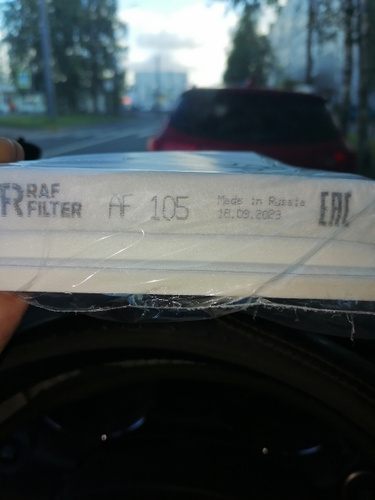 RAF
FILTER
AF 105
Made in Russia
18.09.2023
EAC